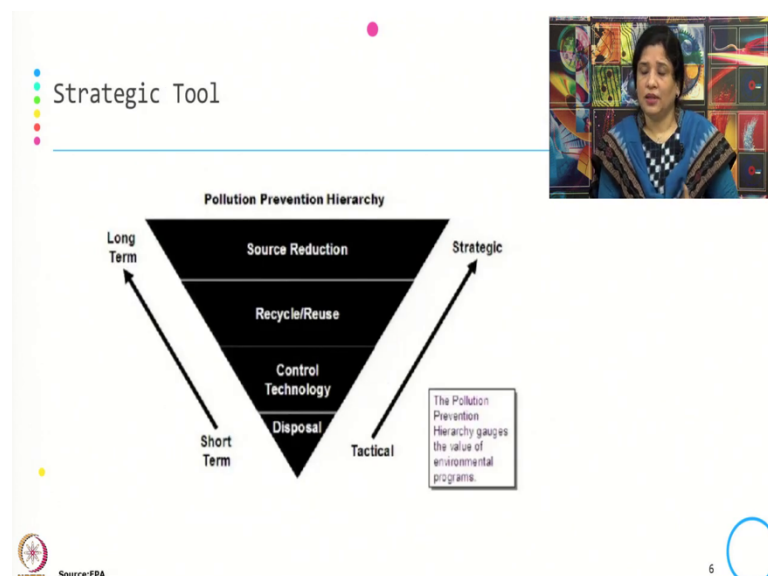 Strategic Tool
Pollution Prevention Hierarchy
Long
Term
Source Reduction
Strategic
Recycle/Reuse
Control
Technology
Disposal
Short
Term
Tactical
The Pollution
Prevention
Hierarchy gauges
the value of
environmental
programs.
Source:EPA
6